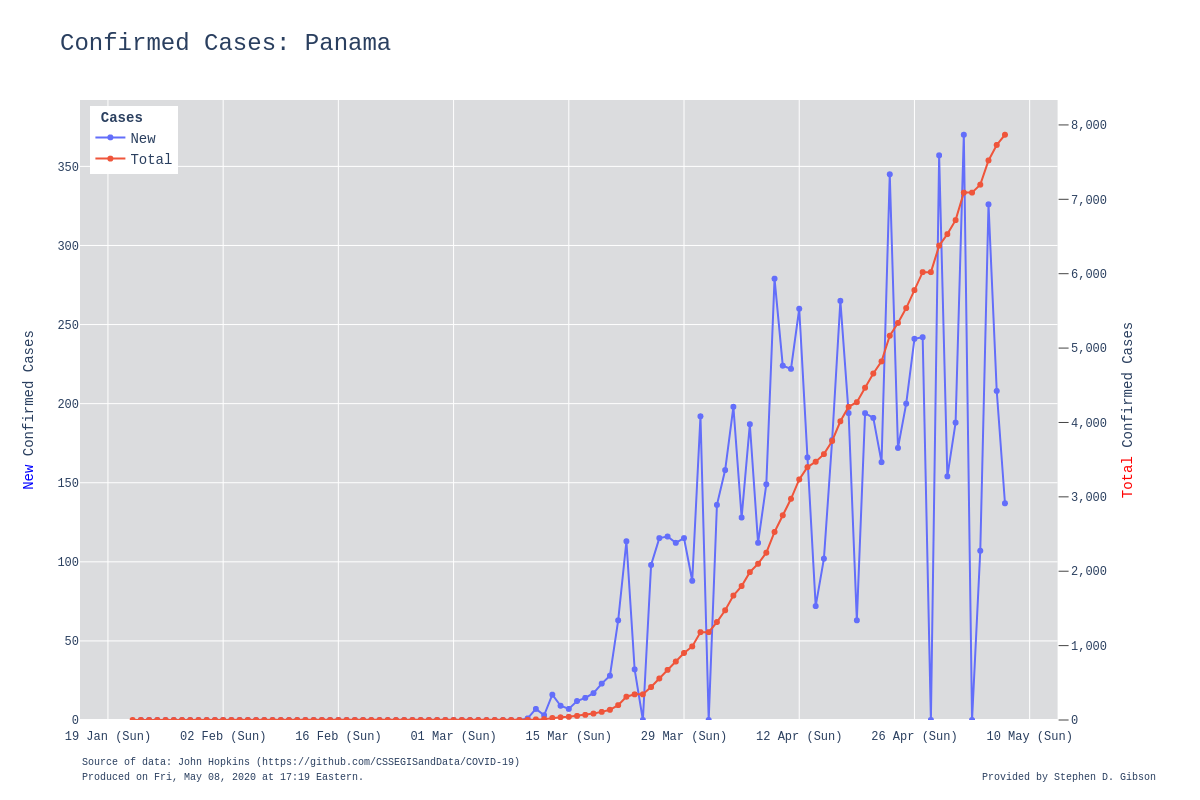 Confirmed Cases: Panama
Cases
New
Total
350
300
250
200
150
100
50
0
8,000
7,000
6,000
5,000
4,000
3,000
2,000
1,000
0
New Confirmed Cases
Total Confirmed Cases
19 Jan (Sun) 02 Feb (Sun) 16 Feb (Sun) 01 Mar (Sun) 15 Mar (Sun) 29 Mar (Sun) 12 Apr (Sun) 26 Apr (Sun) 10 May (Sun)
Source of data: John Hopkins (https://github.com/CSSEGISandData/COVID-19)
Produced on Fri, May 08, 2020 at 17:19 Eastern.
Provided by Stephen D. Gibson